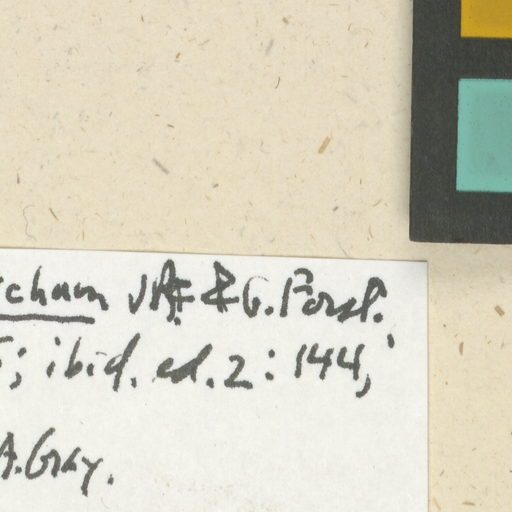 cham J.R. & G. Forst.
; ibid. ed. 2: 144,
A. Gray.